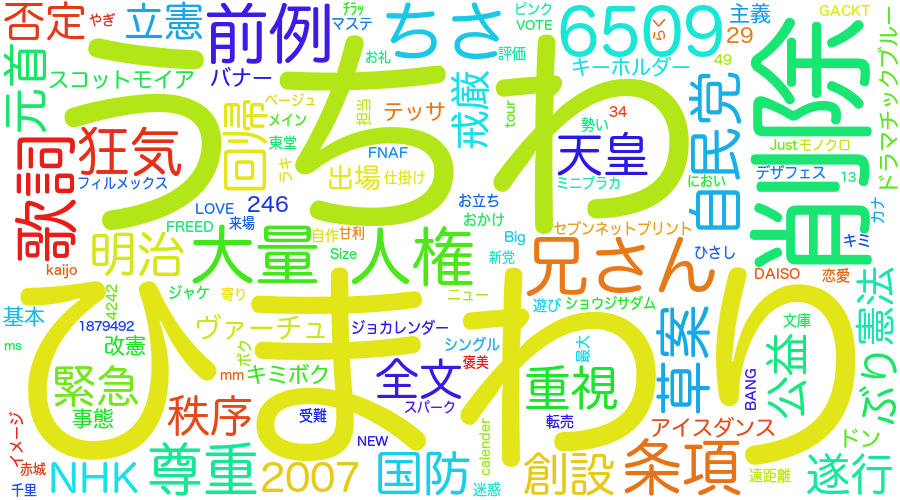 否定
やぎ
立憲
前例
ﾁﾗｯ
マステ
ちさ
お礼
ピンク
VOTE
評価
6509
らく
主義
29
GACKT
元首
スコットモイア
バナー
キーホルダー
49
削除
ドラマチックブルー
うちわ
歌詞
狂気
フィルメックス
回帰
ベージュ
メイン
東堂
ラキ
担当
テッサ
戒厳
tour
FNAF
34
勢い
天皇
ミニブラカ
自民党
におい
Just
モノクロ
デザフェス
13
カナ
キミ
出場
仕掛け
お立ち
おかけ
LOVE
246
来場
FREED
自作
甘利
セブンネットプリント
ひさし
明治
kaijo
大量
人権
Size
Big
新党
兄さん
DAISO
恋愛
憲法
4242
ジャケ
寄り
ニュー
遊び
ショウジサダム
ひまわり
基本
1879492
改憲
ヴァーチュ
ジョカレンダー
シングル
最大
草案
文庫
公益
ms
緊急
事態
ボク
mm
キミボク
全文
褒美
スパーク
重視
転売
BANG
ぶり
イメージ
赤城
千里
秩序
受難
NEW
calender
アイスダンス
ドン
NHK
尊重
2007
国防
迷惑
創設
条項
遠距離
遂行